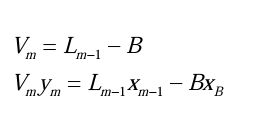 V_m = L_{m-1} − B
V_m y_m = L_{m-1} x_{m-1} − B x_B